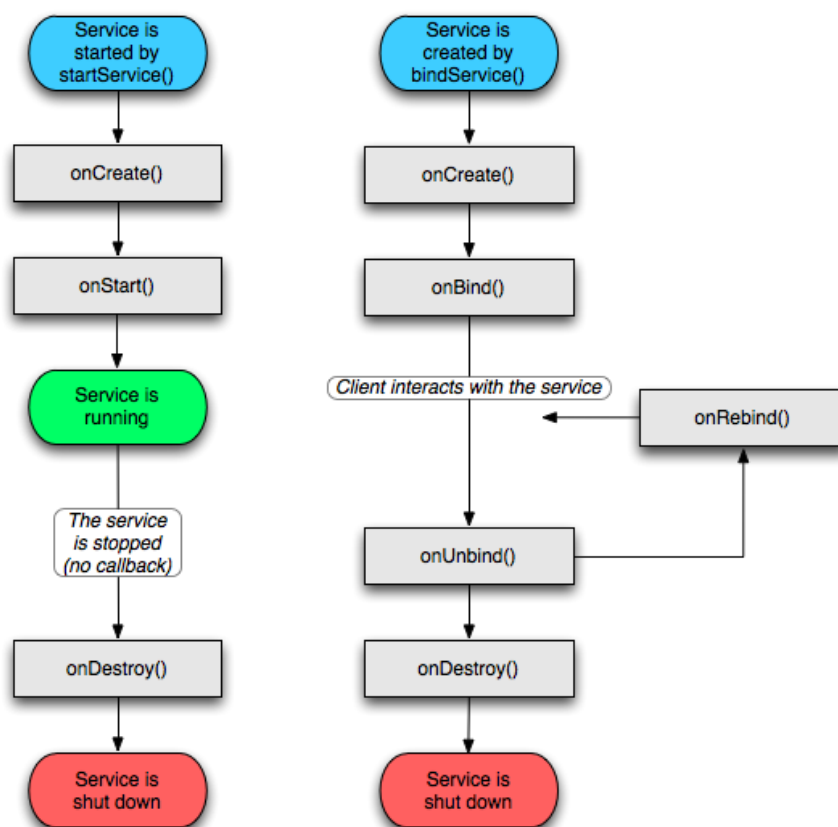 Service is
started by
startService()
onCreate()
onStart()
Service is
running
The service
is stopped
(no callback)
onDestroy()
Service is
shut down
Service is
created by
bindService()
onCreate()
onBind()
Client interacts with the service
onRebind()
onUnbind()
onDestroy()
Service is
shut down